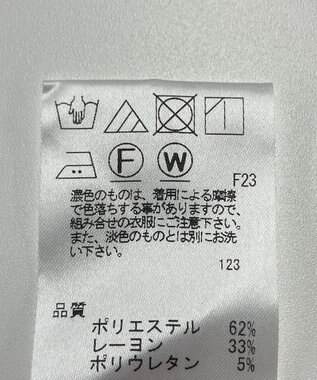 F W
F23
濃色のものは、着用による摩擦
で色落ちする事がありますので、
組み合せの衣服にご注意下さい。
また、淡色のものとは別にお洗
い下さい。
123
品質
ポリエステル 62%
レーヨン 33%
ポリウレタン 5%